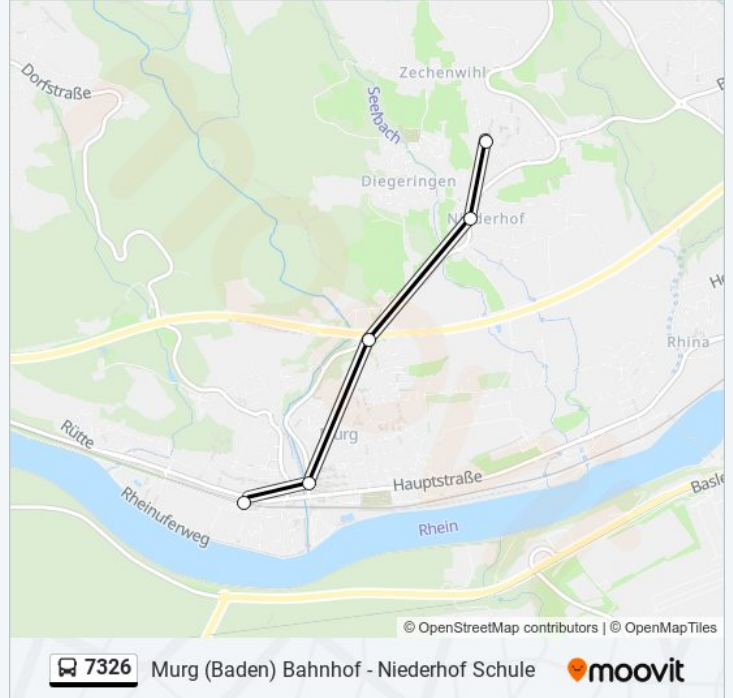 Zechenwihl
Dorfstraße
Seelbach
Diegeringen
Niederhof
Rhina
Murg
Rütte
Hauptstraße
Rheinuferweg
Rhein
© OpenStreetMap contributors | © OpenMapTiles
7326 Murg (Baden) Bahnhof - Niederhof Schule moovit